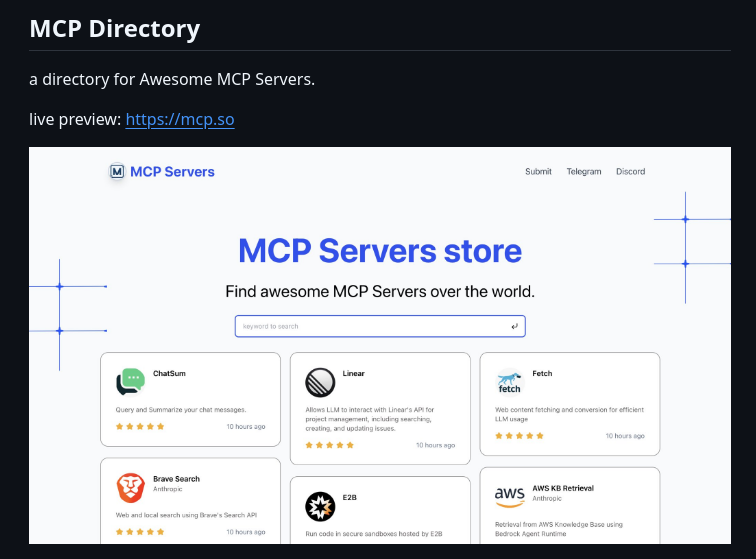 MCP Directory
a directory for Awesome MCP Servers.
live preview: https://mcp.so
M MCP Servers
Submit Telegram Discord
MCP Servers store
Find awesome MCP Servers over the world.
keyword to search
ChatSum
Query and Summarize your chat messages.
10 hours ago
Linear
Allows LLM to interact with Linear's API for
project management, including searching,
creating, and updating issues.
10 hours ago
fetch
Fetch
Web content fetching and conversion for efficient
LLM usage
10 hours ago
Brave Search
Anthropic
Web and local search using Brave's Search API
10 hours ago
E2B
Run code in secure sandboxes hosted by E2B
aws
AWS KB Retrieval
Anthropic
Retrieval from AWS Knowledge Base using
Bedrock Agent Runtime